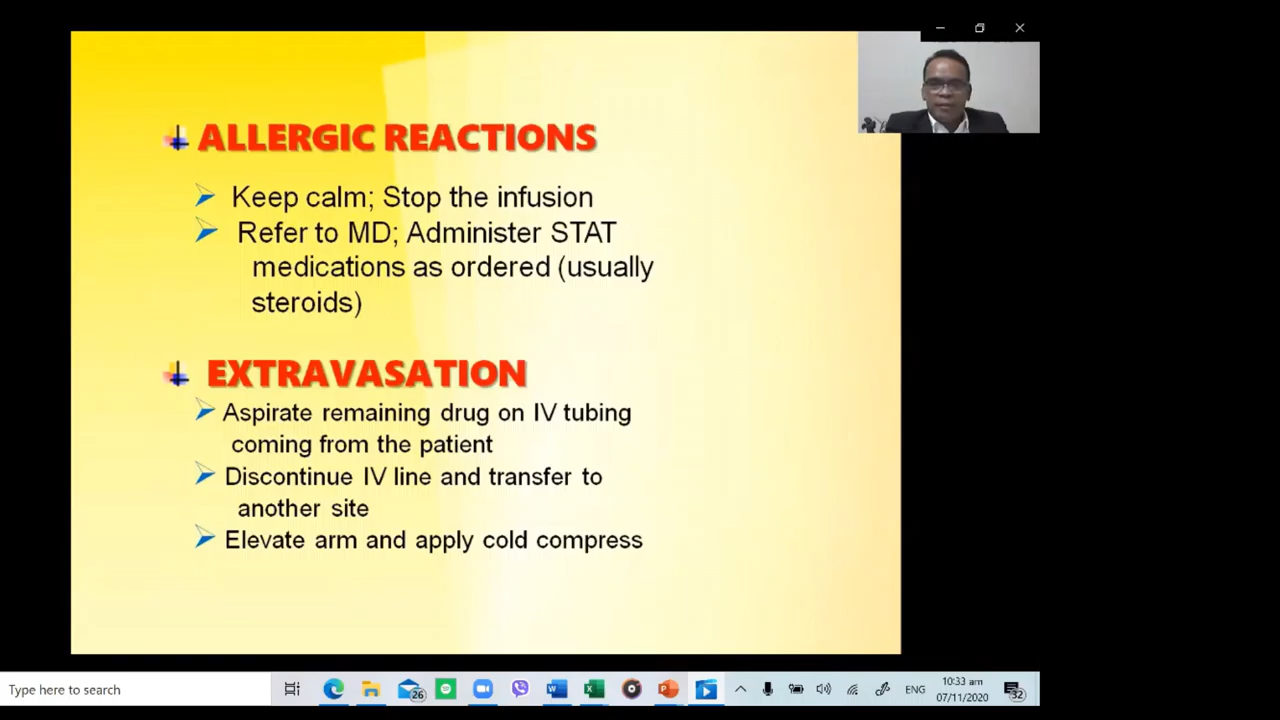 ALLERGIC REACTIONS
Keep calm; Stop the infusion
Refer to MD; Administer STAT
medications as ordered (usually
steroids)
EXTRAVASATION
Aspirate remaining drug on IV tubing
coming from the patient
Discontinue IV line and transfer to
another site
Elevate arm and apply cold compress
Type here to search
26
ENG
10:33 am
07/11/2020
32